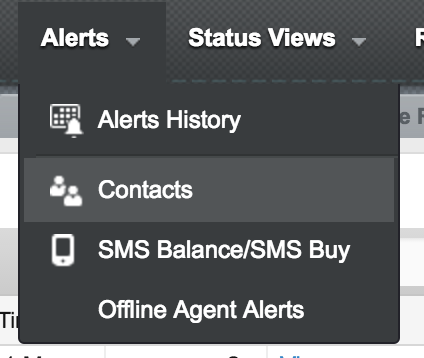 Alerts Status Views R
Alerts History
Contacts
SMS Balance/SMS Buy
Offline Agent Alerts